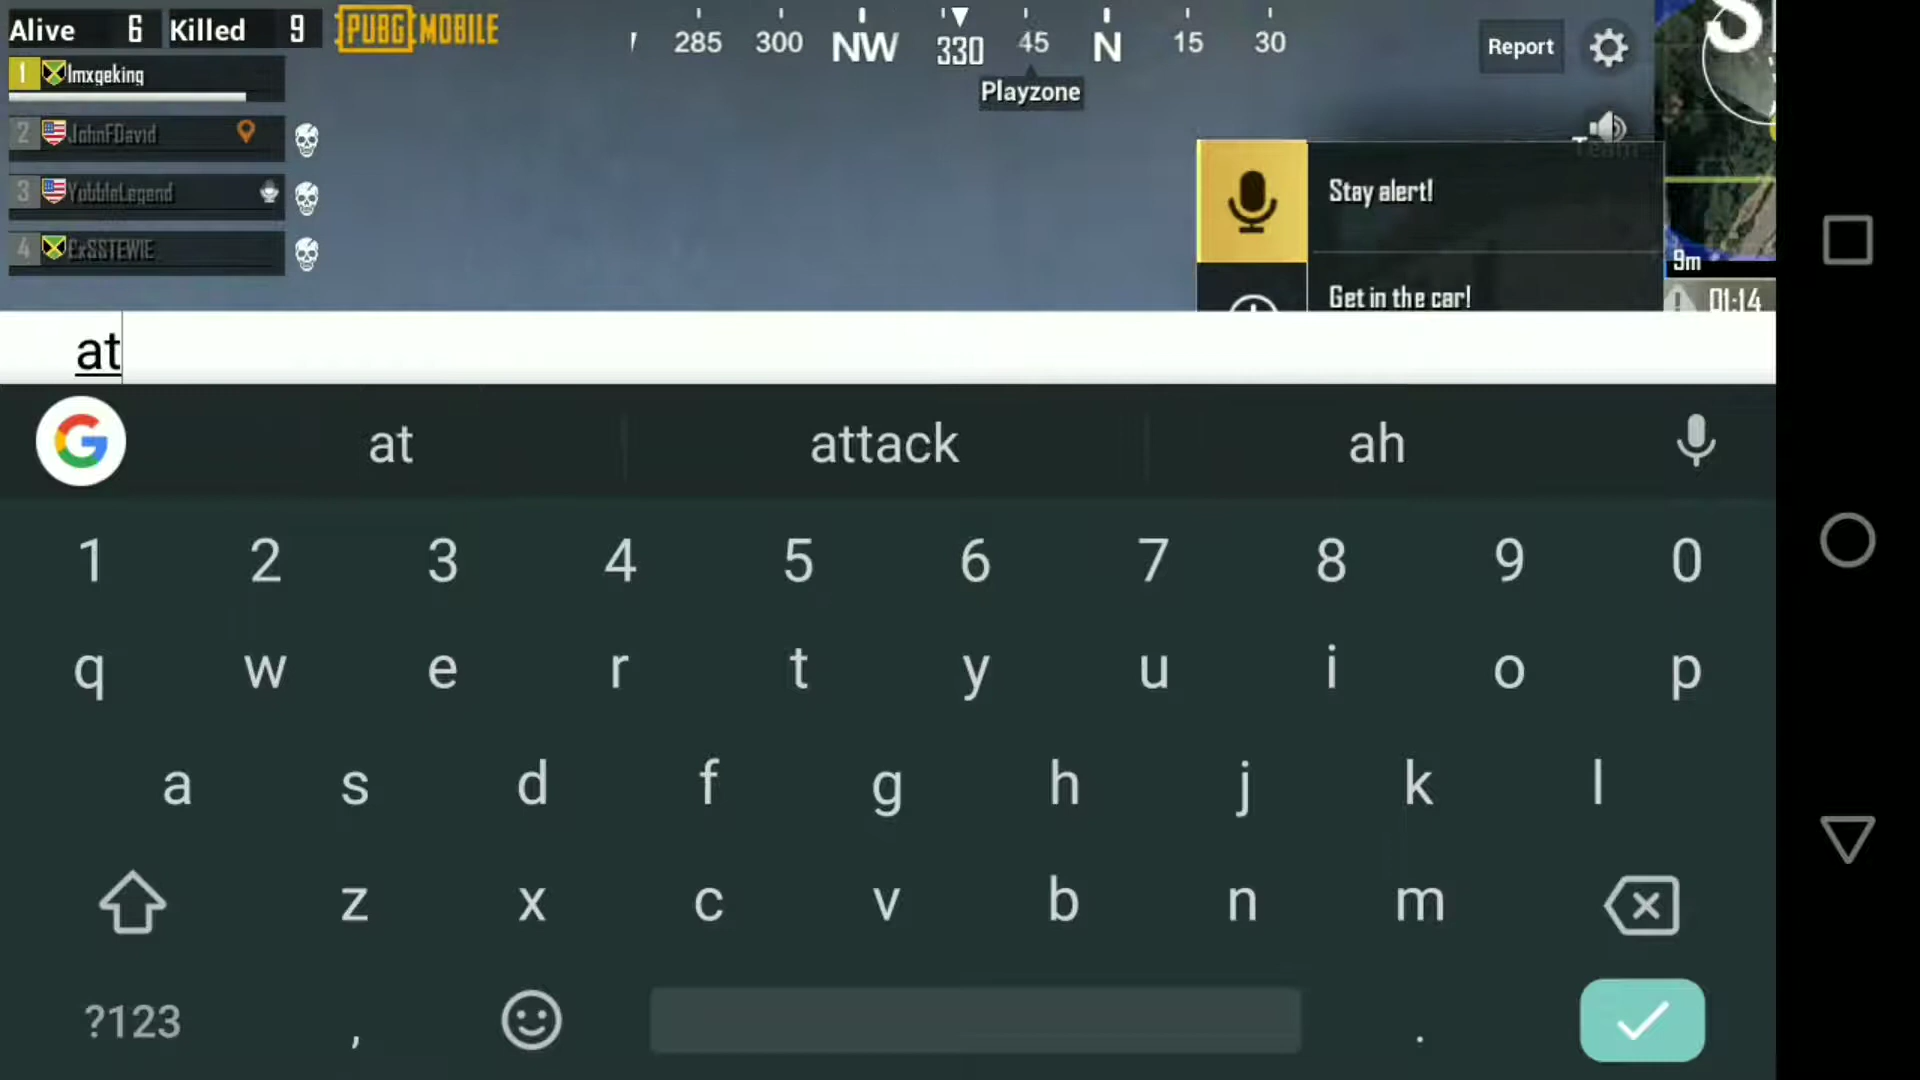 Alive 6 Killed 9 PUBG MOBILE
285 300 NW 330 45 N 15 30
Playzone
Report
1 Imxqeking
2 JohnFDavid
3 YubbleLegend
4 ExSSTEWIE
Team
Stay alert!
Get in the car!
9m
01:14
at
at attack ah
1 2 3 4 5 6 7 8 9 0
q w e r t y u i o p
a s d f g h j k l
z x c v b n m
?123 , .